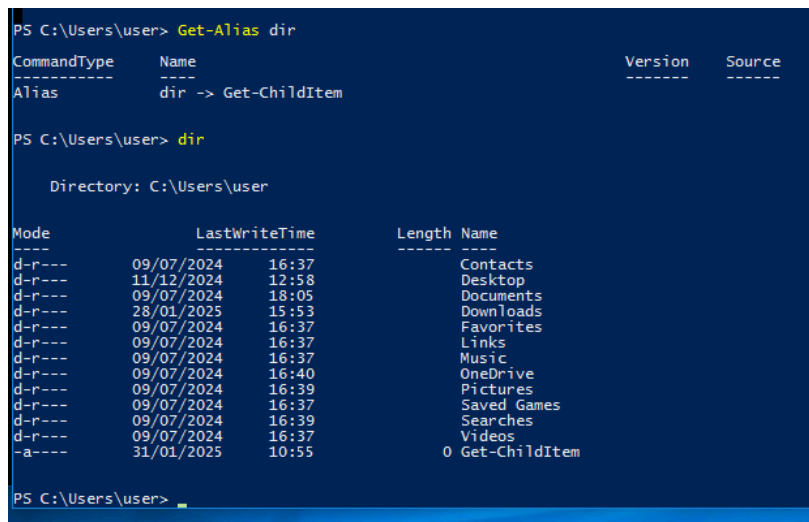 PS C:\Users\user> Get-Alias dir
CommandType     Name                                               Version    Source
-----------     ----                                               -------    ------
Alias           dir -> Get-ChildItem
PS C:\Users\user> dir
    Directory: C:\Users\user
Mode                LastWriteTime         Length Name
----                -------------         ------ ----
d-r---       09/07/2024     16:37                Contacts
d-r---       11/12/2024     12:58                Desktop
d-r---       09/07/2024     18:05                Documents
d-r---       28/01/2025     15:53                Downloads
d-r---       09/07/2024     16:37                Favorites
d-r---       09/07/2024     16:37                Links
d-r---       09/07/2024     16:37                Music
d-r---       09/07/2024     16:40                OneDrive
d-r---       09/07/2024     16:39                Pictures
d-r---       09/07/2024     16:37                Saved Games
d-r---       09/07/2024     16:39                Searches
d-r---       09/07/2024     16:37                Videos
-a----       31/01/2025     10:55              0 Get-ChildItem
PS C:\Users\user>